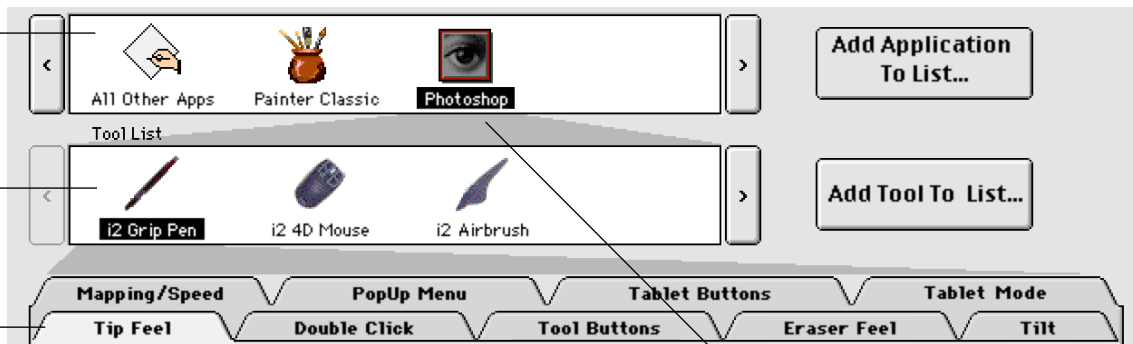 All Other Apps Painter Classic Photoshop
Add Application
To List...
Tool List
i2 Grip Pen i2 4D Mouse i2 Airbrush
Add Tool To List...
Mapping/Speed PopUp Menu Tablet Buttons Tablet Mode
Tip Feel Double Click Tool Buttons Eraser Feel Tilt